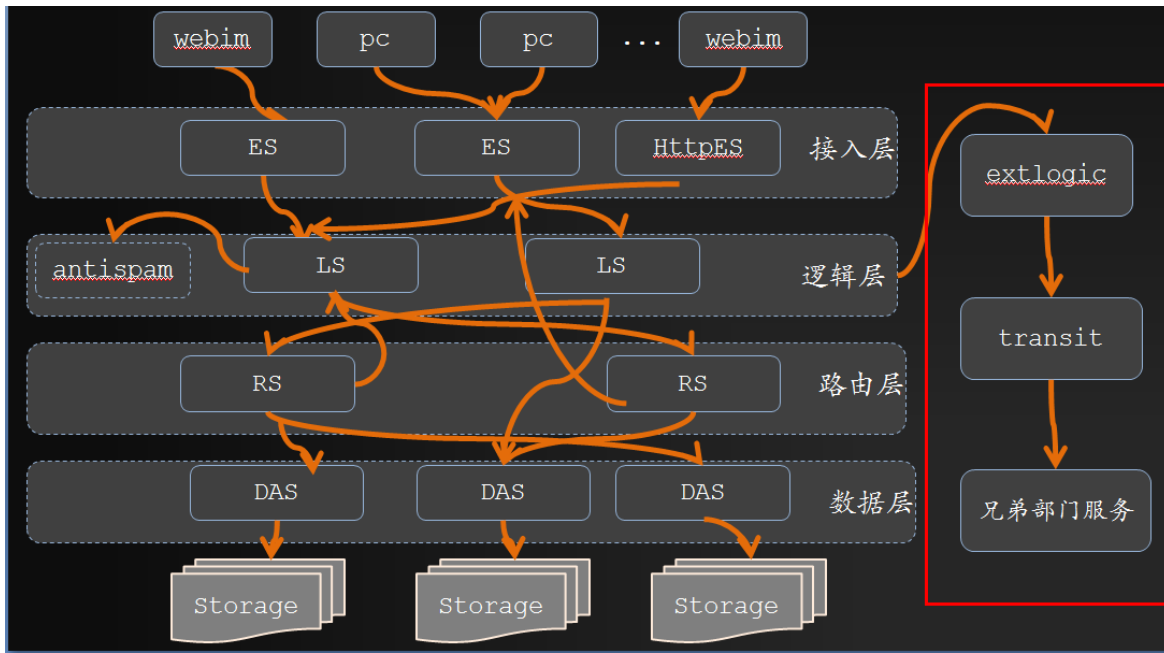 webim
pc
pc
...
webim
ES
ES
HttpES
接入层
antispam
LS
LS
逻辑层
RS
RS
路由层
DAS
DAS
DAS
数据层
Storage
Storage
Storage
extlogic
transit
兄弟部门服务